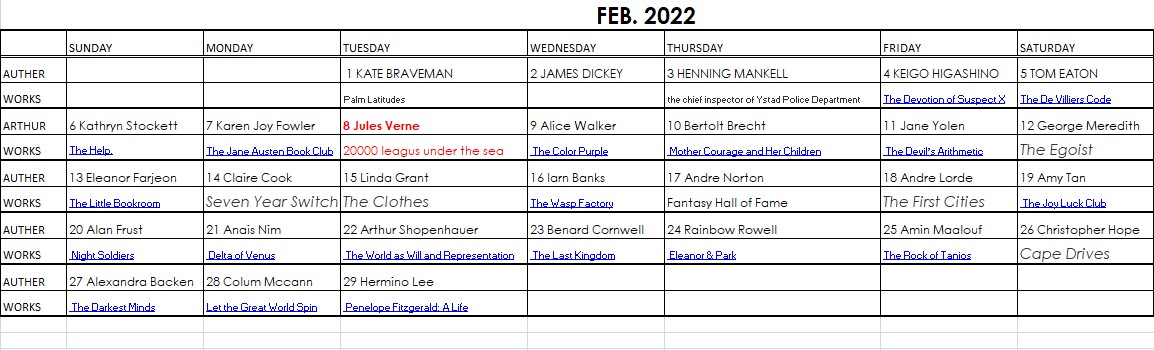 FEB. 2022
SUNDAY MONDAY TUESDAY WEDNESDAY THURSDAY FRIDAY SATURDAY
AUTHER 1 KATE BRAVEMAN 2 JAMES DICKEY 3 HENNING MANKELL 4 KEIGO HIGASHINO 5 TOM EATON
WORKS Palm Latitudes the chief inspector of Ystad Police Department The Devotion of Suspect X The De Villiers Code
ARTHUR 6 Kathryn Stockett 7 Karen Joy Fowler 8 Jules Verne 9 Alice Walker 10 Bertolt Brecht 11 Jane Yolen 12 George Meredith
WORKS The Help. The Jane Austen Book Club 20000 leagus under the sea The Color Purple Mother Courage and Her Children The Devil's Arithmetic The Egoist
AUTHER 13 Eleanor Farjeon 14 Claire Cook 15 Linda Grant 16 Iarn Banks 17 Andre Norton 18 Andre Lorde 19 Amy Tan
WORKS The Little Bookroom Seven Year Switch The Clothes The Wasp Factory Fantasy Hall of Fame The First Cities The Joy Luck Club
AUTHER 20 Alan Frust 21 Anais Nim 22 Arthur Shopenhauer 23 Benard Cornwell 24 Rainbow Rowell 25 Amin Maalouf 26 Christopher Hope
WORKS Night Soldiers Delta of Venus The World as Will and Representation The Last Kingdom Eleanor & Park The Rock of Tanios Cape Drives
AUTHER 27 Alexandra Backen 28 Colum Mccann 29 Hermino Lee
WORKS The Darkest Minds Let the Great World Spin Penelope Fitzgerald: A Life